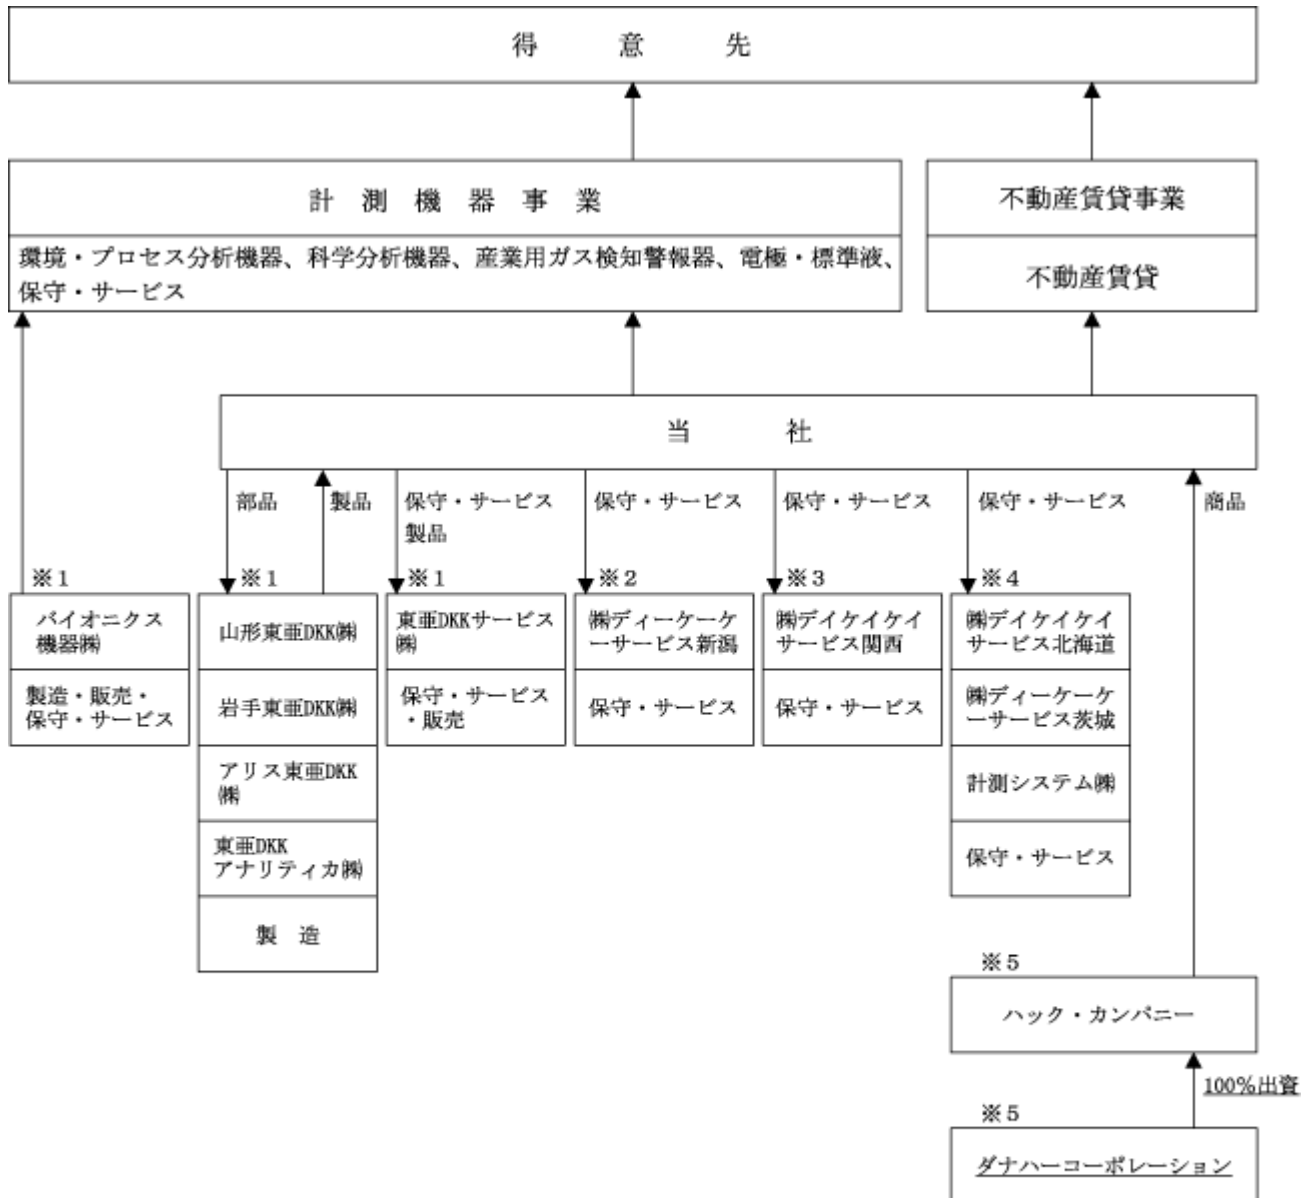 得意先
計測機器事業
不動産賃貸事業
環境・プロセス分析機器、科学分析機器、産業用ガス検知警報器、電極・標準液、
保守・サービス
不動産賃貸
当社
部品
製品
保守・サービス
製品
保守・サービス
保守・サービス
保守・サービス
商品
※1
バイオニクス
機器㈱
製造・販売・
保守・サービス
※1
山形東亜DKK㈱
岩手東亜DKK㈱
アリス東亜DKK
㈱
東亜DKK
アナリティカ㈱
製造
※1
東亜DKKサービス
㈱
保守・サービス
・販売
※2
㈱ディーケーケ
ーサービス新潟
保守・サービス
※3
㈱デイケイケイ
サービス関西
保守・サービス
※4
㈱デイケイケイ
サービス北海道
㈱ディーケーケ
ーサービス茨城
計測システム㈱
保守・サービス
※5
ハック・カンパニー
100%出資
※5
ダナハーコーポレーション